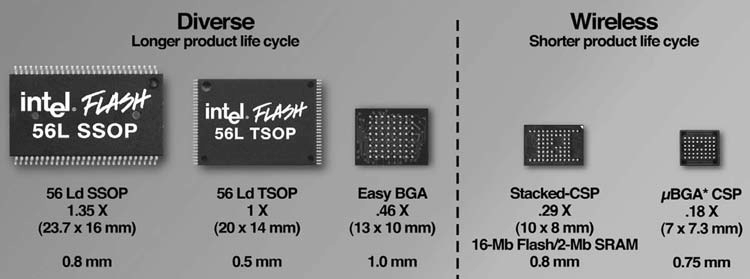 Diverse
Longer product life cycle
Wireless
Shorter product life cycle
intel. FLASH
56L SSOP
intel. FLASH
56L TSOP
56 Ld SSOP
1.35 X
(23.7 x 16 mm)
0.8 mm
56 Ld TSOP
1 X
(20 x 14 mm)
0.5 mm
Easy BGA
.46 X
(13 x 10 mm)
1.0 mm
Stacked-CSP
.29 X
(10 x 8 mm)
16-Mb Flash/2-Mb SRAM
0.8 mm
µBGA* CSP
.18 X
(7 x 7.3 mm)
0.75 mm